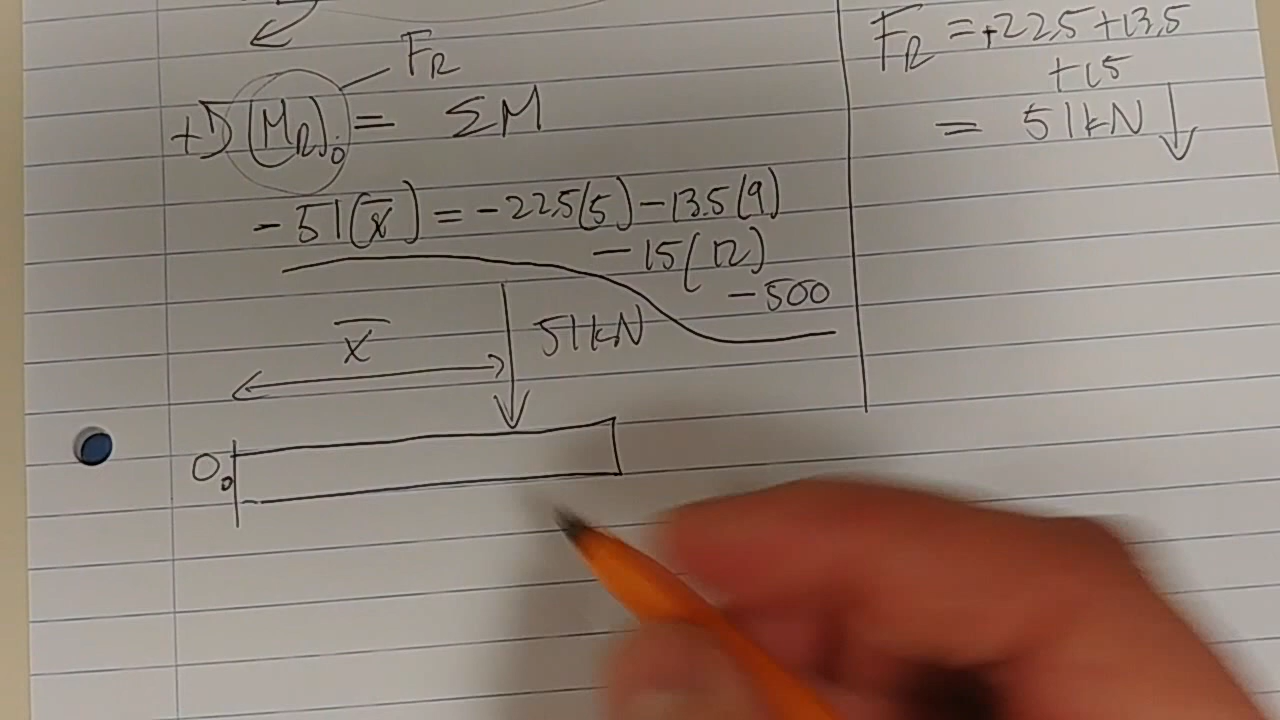 F_R
+↺ (M_R)_o = ΣM
-51(x̄) = -22.5(5) -13.5(9)
-15(12)
-500
x̄
51kN
O
F_R = +22.5+13.5
+15
= 51kN ↓